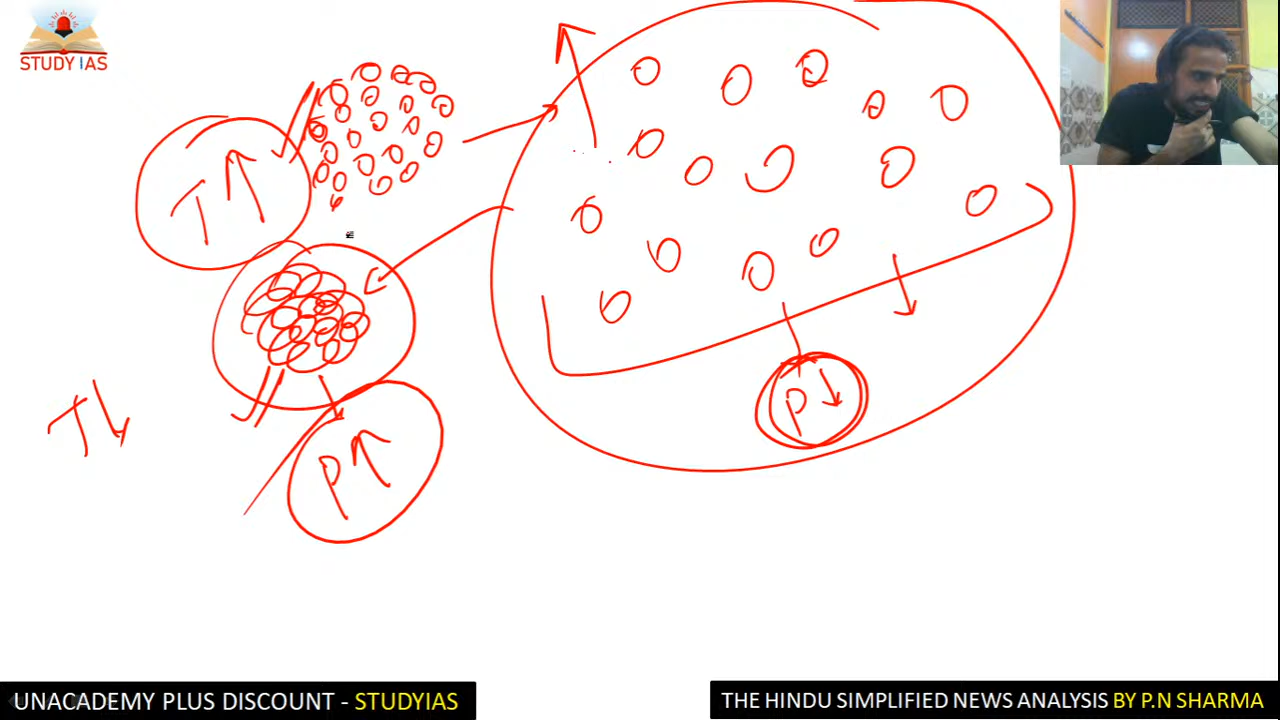 STUDY IAS
T↑
P↓
T↓
P↑
UNACADEMY PLUS DISCOUNT - STUDYIAS
THE HINDU SIMPLIFIED NEWS ANALYSIS BY P.N SHARMA